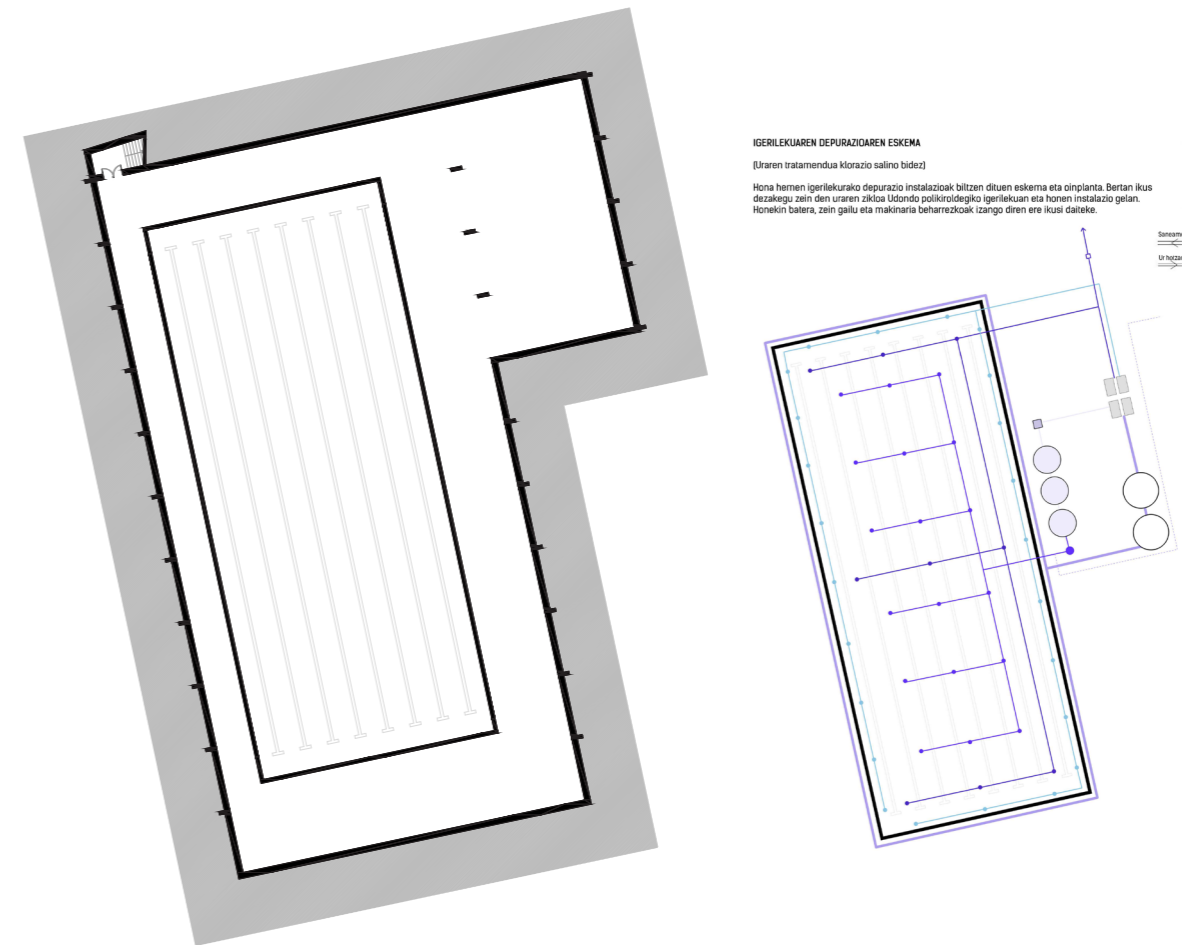 IGERILEKUAREN DEPURAZIOAREN ESKEMA
(Uraren tratamendua klorazio salino bidez)
Hona hemen igerilekurako depurazio instalazioak biltzen dituen eskema eta oinplanta. Bertan ikus
dezakegu zein den uraren zikloa Udondo polikiroldegiko igerilekuan eta honen instalazio gelan.
Honekin batera, zein gailu eta makinaria beharrezkoak izango diren ere ikusi daiteke.